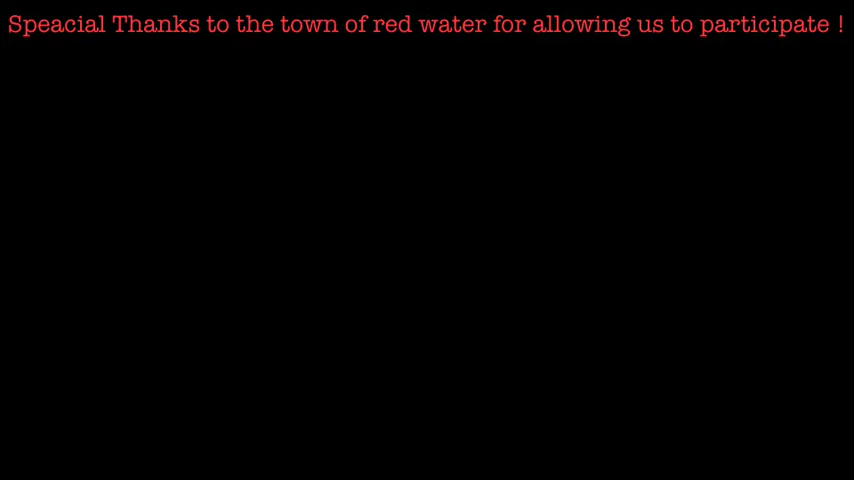 Speacial Thanks to the town of red water for allowing us to participate !